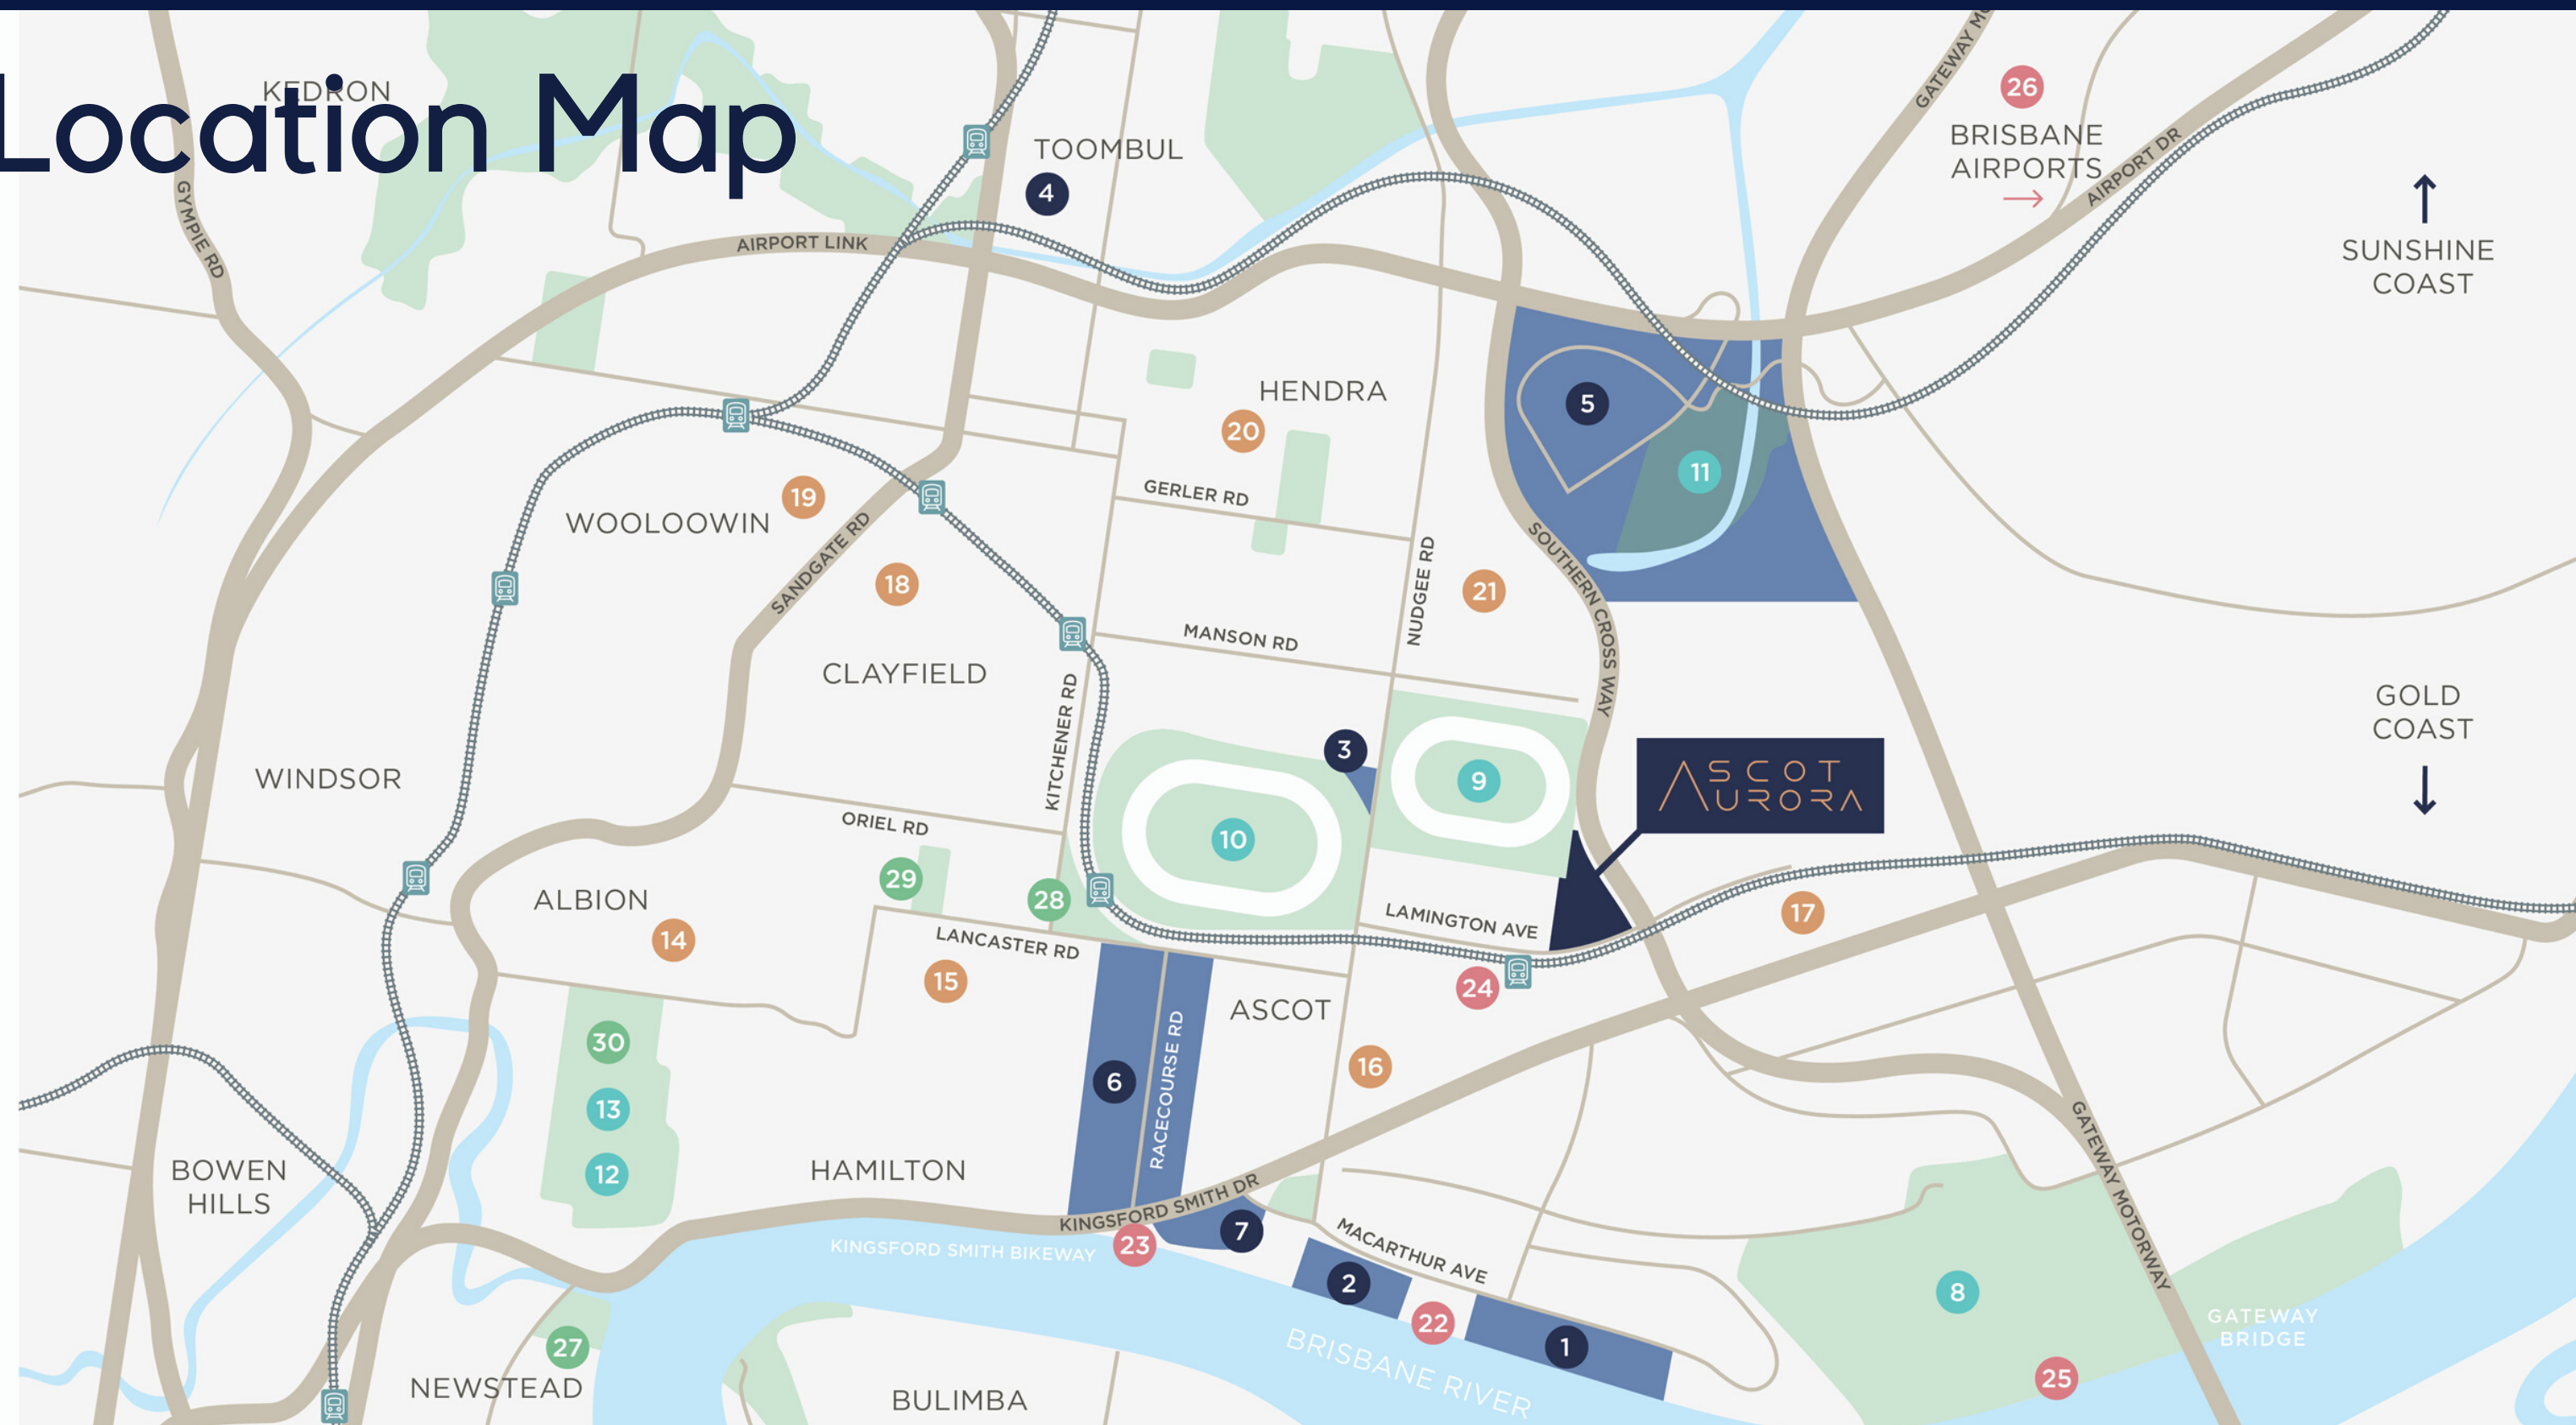 Location Map
KEDRON
GYMPIE RD
AIRPORT LINK
TOOMBUL
4
GATEWAY MO
26
BRISBANE
AIRPORTS
→
AIRPORT DR
↑
SUNSHINE
COAST
HENDRA
20
5
11
GERLER RD
WOOLOOWIN
19
SANDGATE RD
18
NUDGEE RD
21
SOUTHERN CROSS WAY
MANSON RD
CLAYFIELD
KITCHENER RD
GOLD
COAST
↓
WINDSOR
3
9
10
ASCOT
AURORA
ORIEL RD
29
28
ALBION
14
LANCASTER RD
15
LAMINGTON AVE
17
24
ASCOT
16
30
13
12
6
RACECOURSE RD
BOWEN
HILLS
HAMILTON
KINGSFORD SMITH DR
KINGSFORD SMITH BIKEWAY
23
7
MACARTHUR AVE
2
22
1
GATEWAY MOTORWAY
8
GATEWAY
BRIDGE
25
BRISBANE RIVER
27
NEWSTEAD
BULIMBA